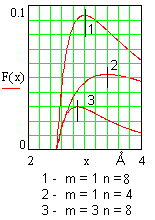 0.1
1
F(x)
2
3
0
2 x Å 4
1 - m = 1 n = 8
2 - m = 1 n = 4
3 - m = 3 n = 8